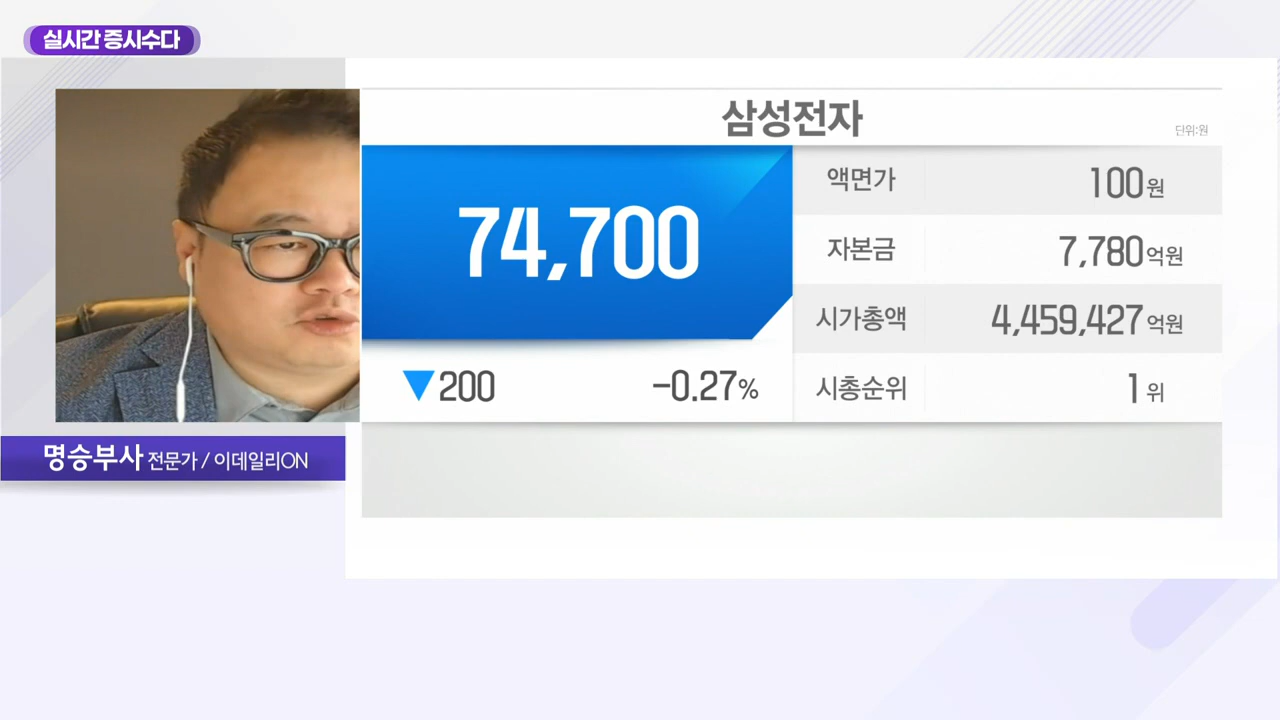 실시간 증시수다
삼성전자
단위:원
74,700
▼200 -0.27%
액면가 100원
자본금 7,780억원
시가총액 4,459,427억원
시총순위 1위
명승부사 전문가 / 이데일리ON